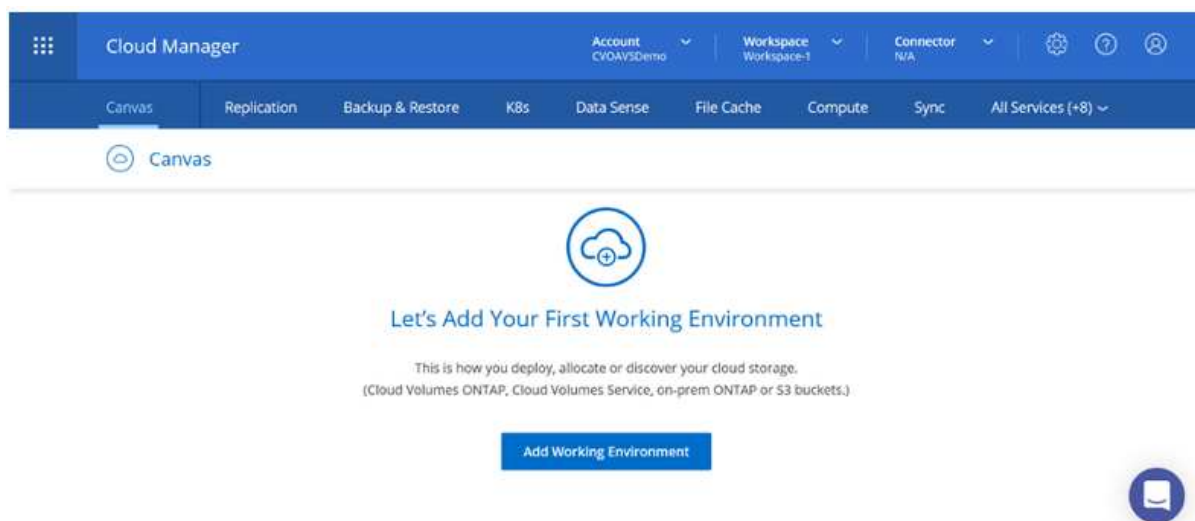 Cloud Manager
Account
CVOAVSDemo
Workspace
Workspace-1
Connector
N/A
Canvas
Replication
Backup & Restore
K8s
Data Sense
File Cache
Compute
Sync
All Services (+8)
Canvas
Let's Add Your First Working Environment
This is how you deploy, allocate or discover your cloud storage.
(Cloud Volumes ONTAP, Cloud Volumes Service, on-prem ONTAP or S3 buckets.)
Add Working Environment